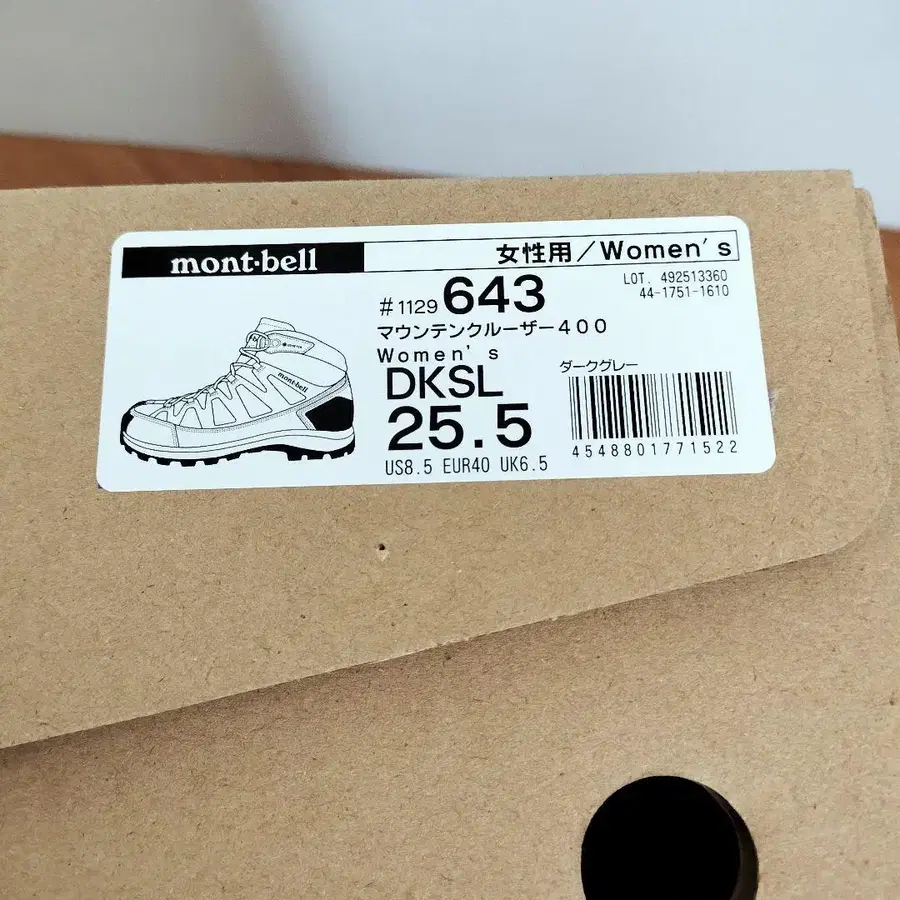 mont·bell
女性用/Women's
LOT. 492513360
44-1751-1610
#1129 643
マウンテンクルーザー400
Women's
DKSL
ダークグレー
25.5
US8.5 EUR40 UK6.5
4548801771522
mont·bell